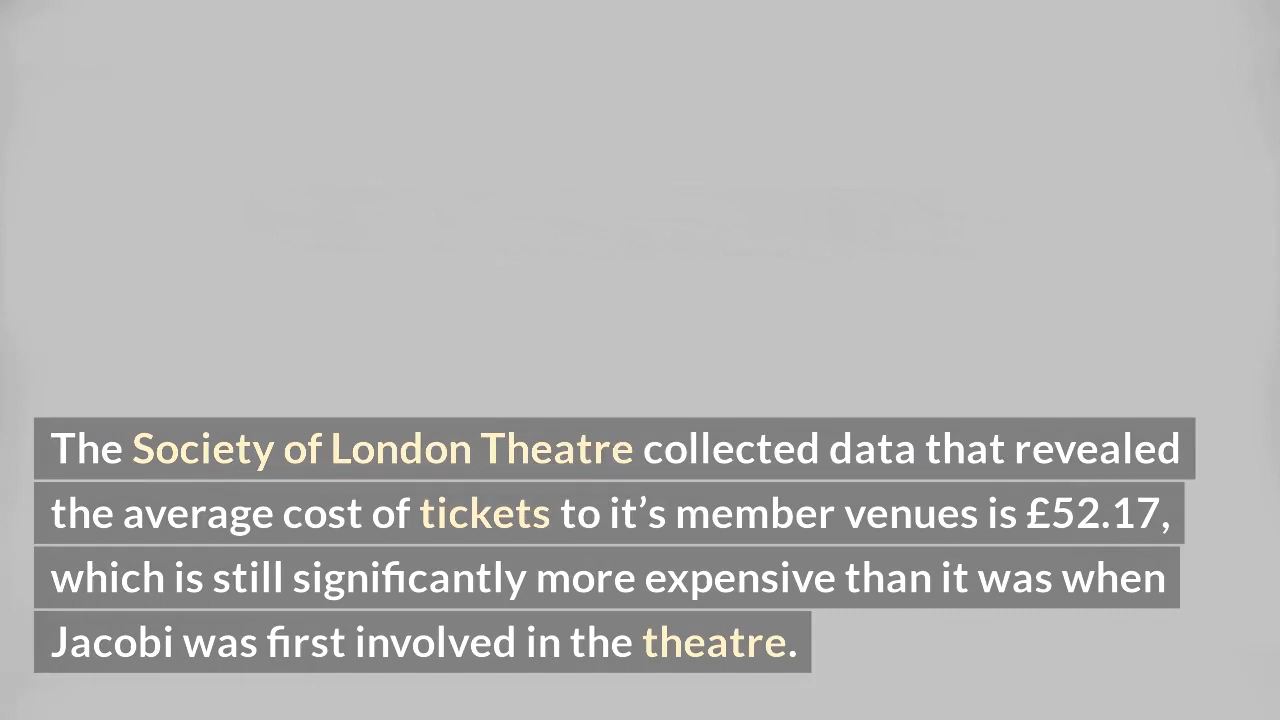 The Society of London Theatre collected data that revealed
the average cost of tickets to it’s member venues is £52.17,
which is still significantly more expensive than it was when
Jacobi was first involved in the theatre.